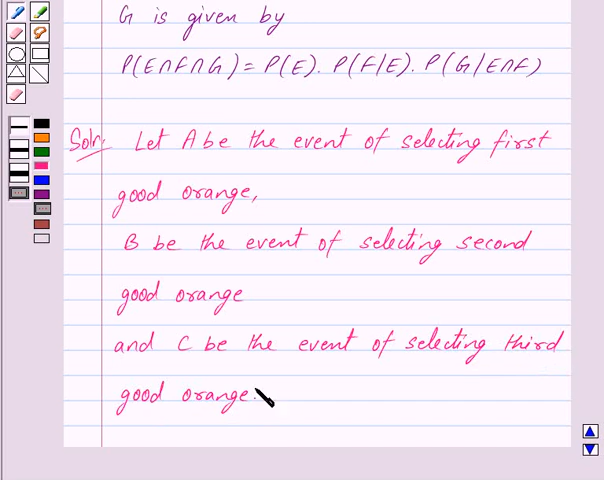 G is given by
P(E∩F∩G) = P(E). P(F/E). P(G/E∩F)
Soln, Let A be the event of selecting first
good orange,
B be the event of selecting second
good orange
and C be the event of selecting third
good orange.